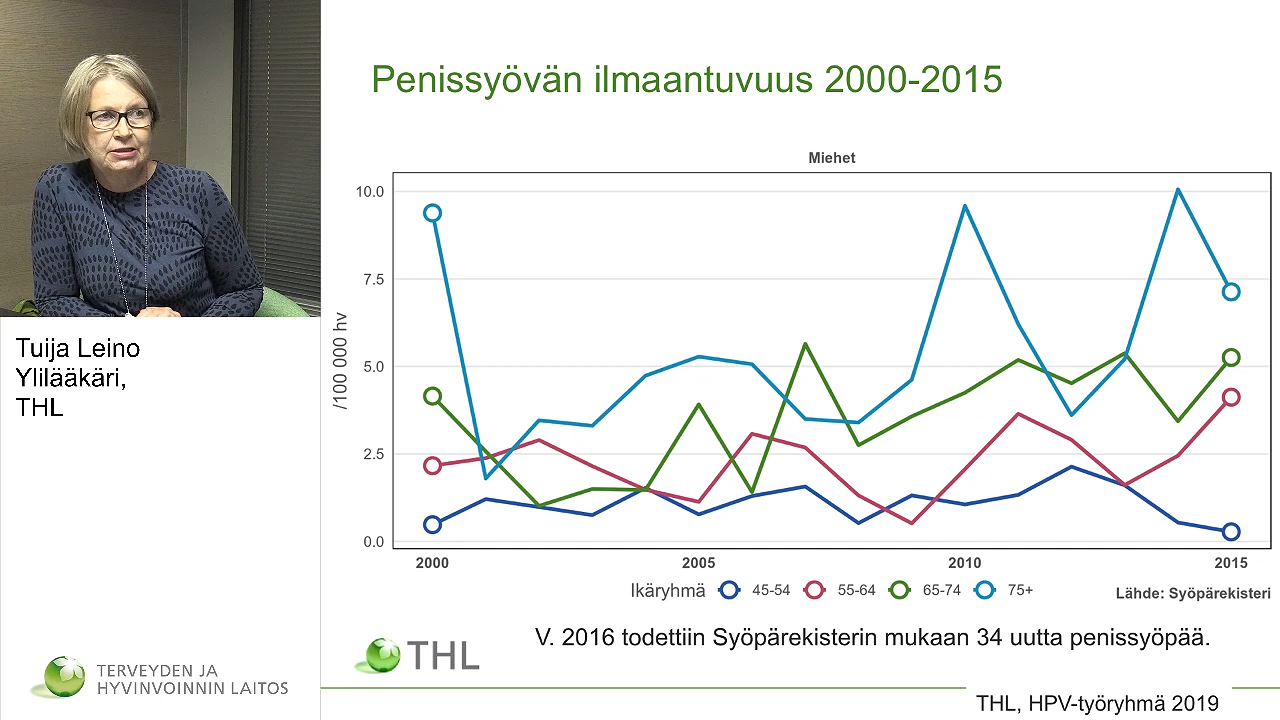 Penissyövän ilmaantuvuus 2000-2015
Miehet
10.0
7.5
5.0
2.5
0.0
/100 000 hv
2000 2005 2010 2015
Ikäryhmä 45-54 55-64 65-74 75+
Lähde: Syöpärekisteri
V. 2016 todettiin Syöpärekisterin mukaan 34 uutta penissyöpää.
THL
THL, HPV-työryhmä 2019
Tuija Leino
Ylilääkäri,
THL
TERVEYDEN JA
HYVINVOINNIN LAITOS